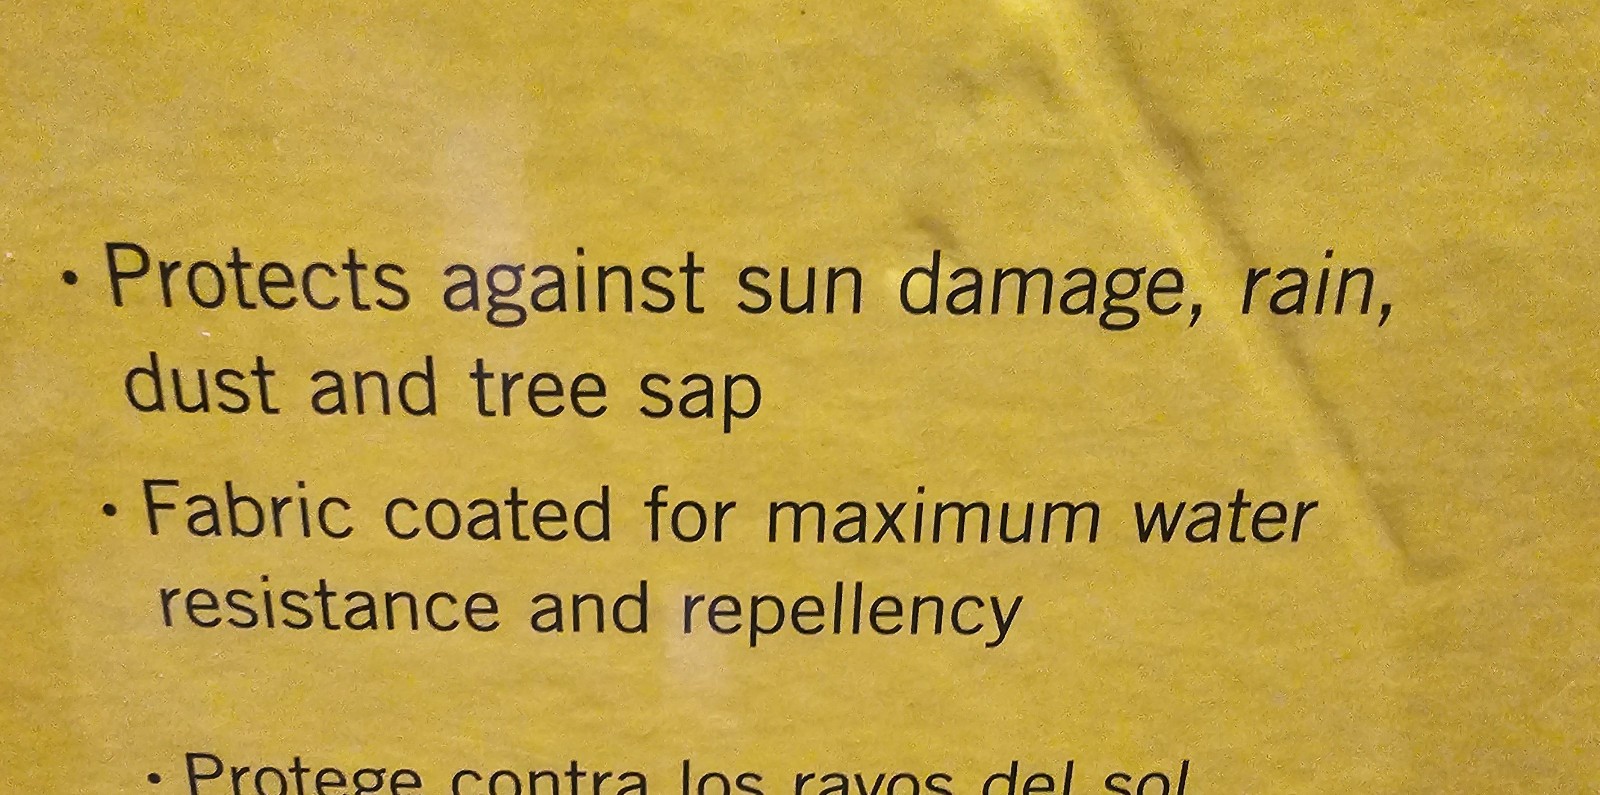 • Protects against sun damage, rain,
dust and tree sap
• Fabric coated for maximum water
resistance and repellency
• Protege contra los rayos del sol